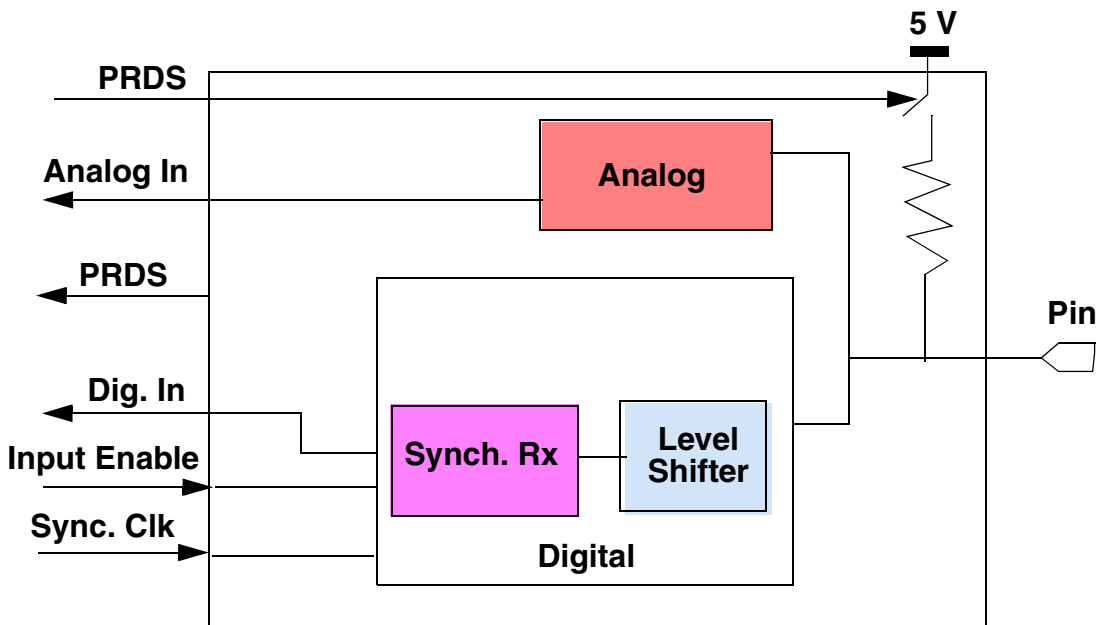 5 V
PRDS
Analog In
Analog
PRDS
Pin
Dig. In
Input Enable
Synch. Rx
Level
Shifter
Sync. Clk
Digital